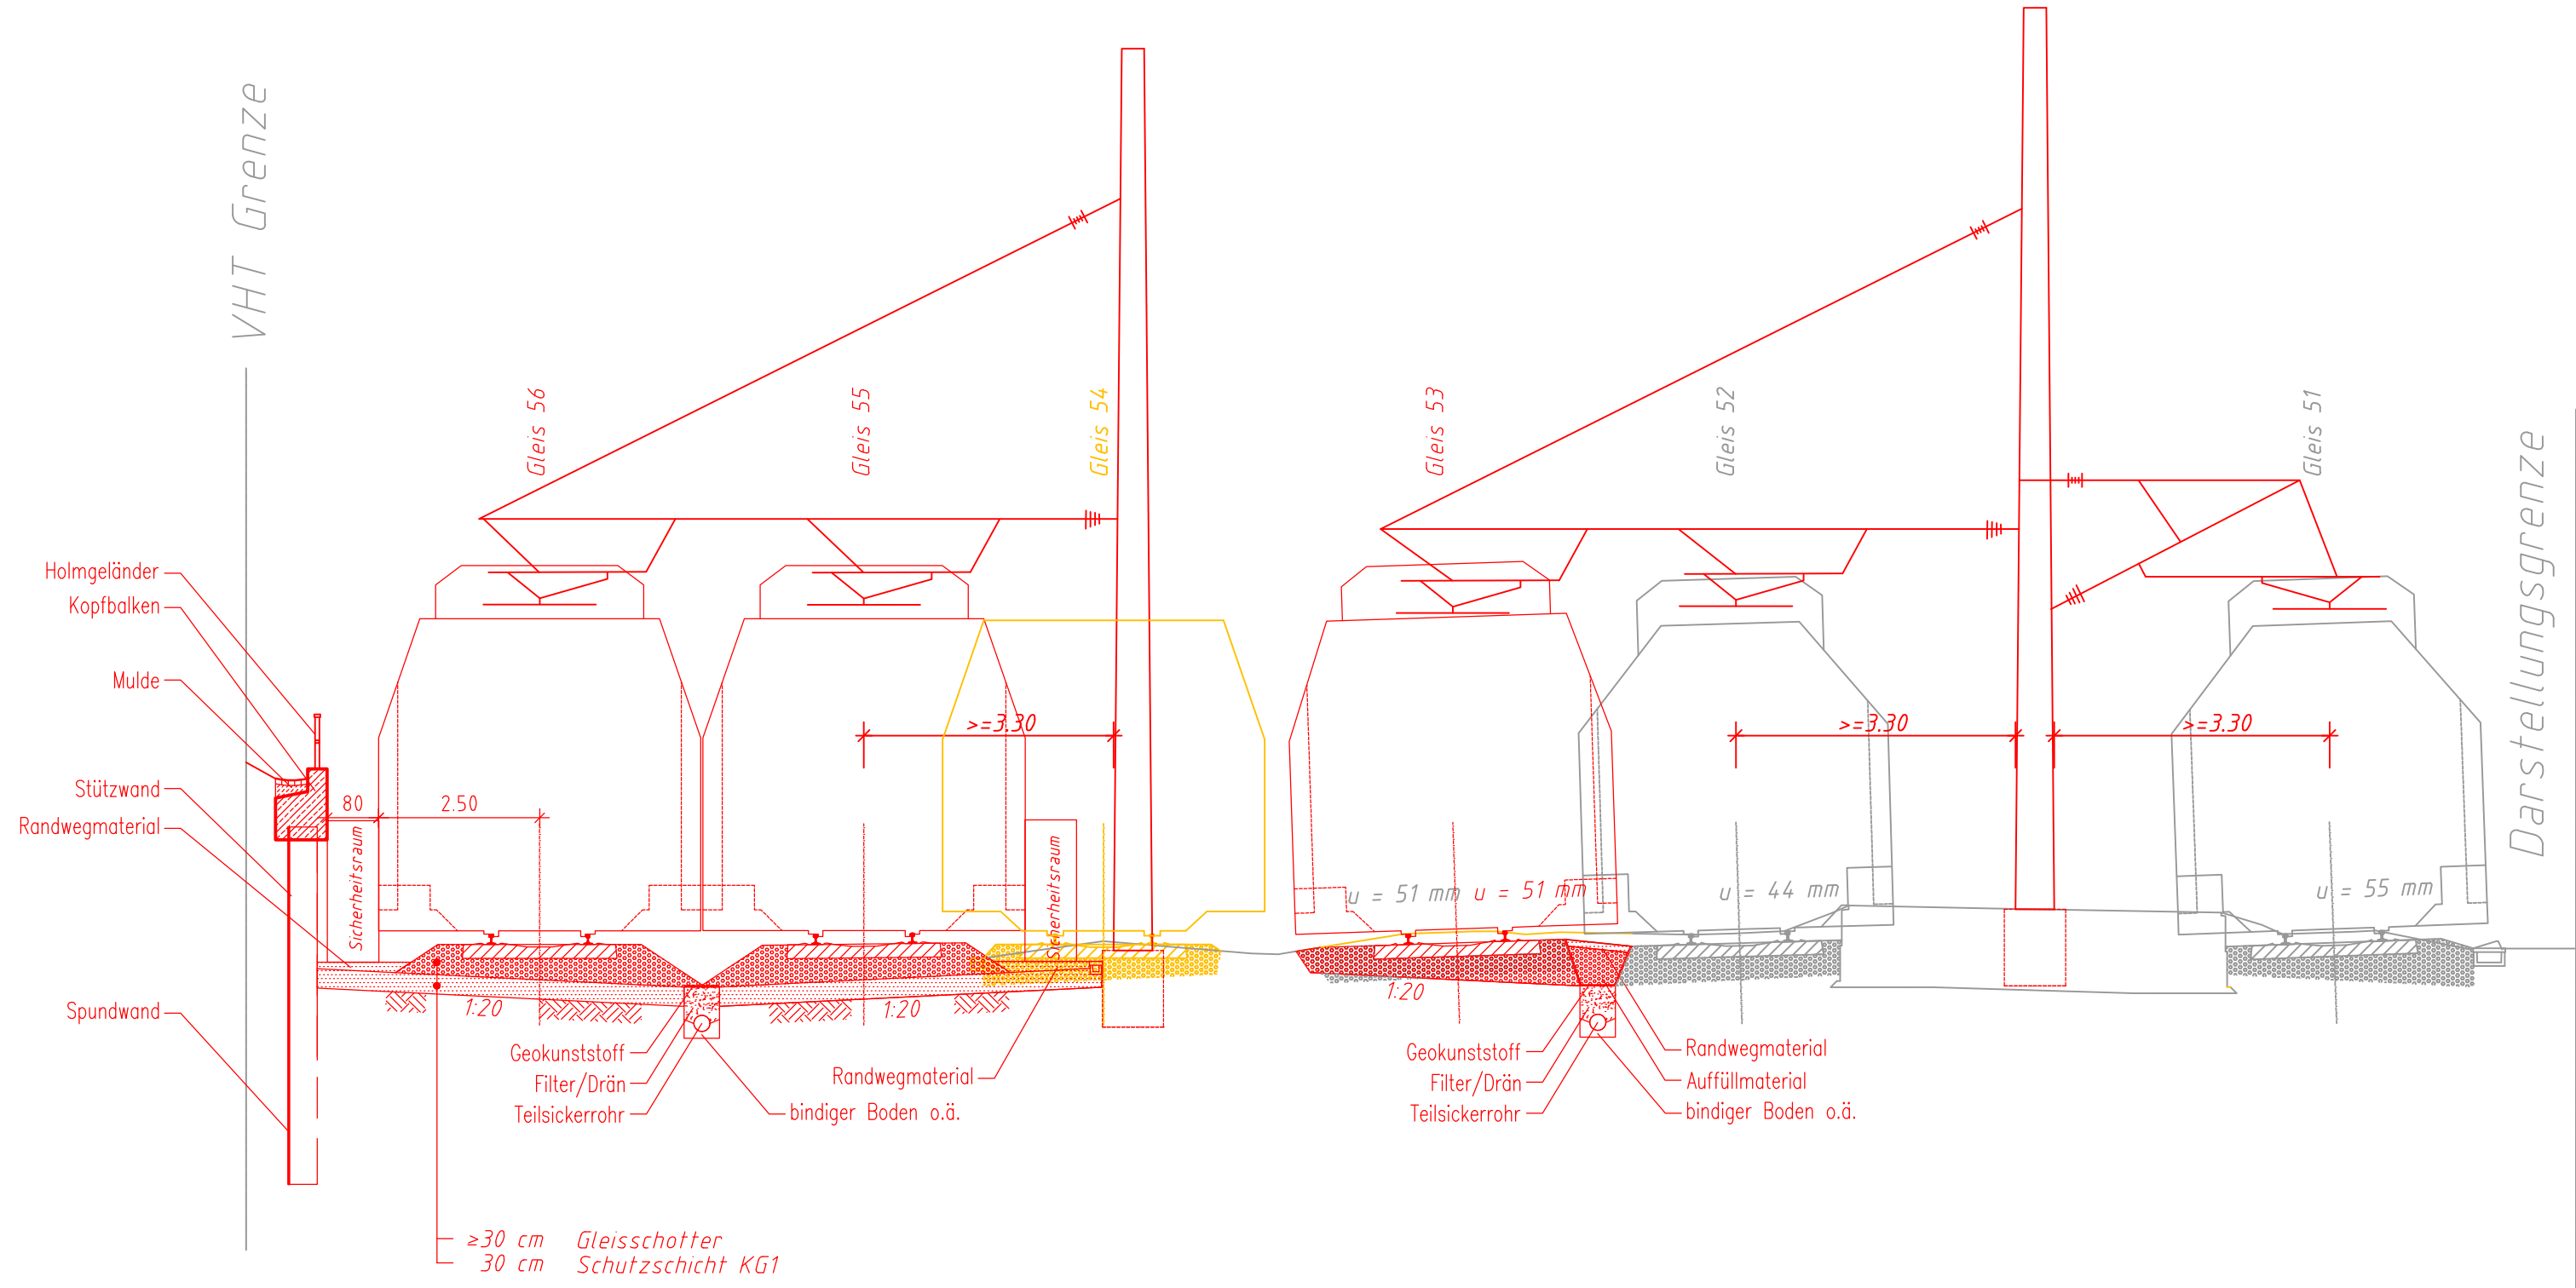 VHT Grenze
Gleis 56
Gleis 55
Gleis 54
Gleis 53
Gleis 52
Gleis 51
Darstellungsgrenze
Holmgeländer
Kopfbalken
Mulde
Stützwand
Randwegmaterial
Spundwand
80
2.50
>=3.30
>=3.30
>=3.30
Sicherheitsraum
Sicherheitsraum
u = 51 mm
u = 51 mm
u = 44 mm
u = 55 mm
1:20
1:20
1:20
Geokunststoff
Filter/Drän
Teilsickerrohr
Randwegmaterial
bindiger Boden o.ä.
Geokunststoff
Filter/Drän
Teilsickerrohr
Randwegmaterial
Auffüllmaterial
bindiger Boden o.ä.
≥30 cm Gleisschotter
30 cm Schutzschicht KG1